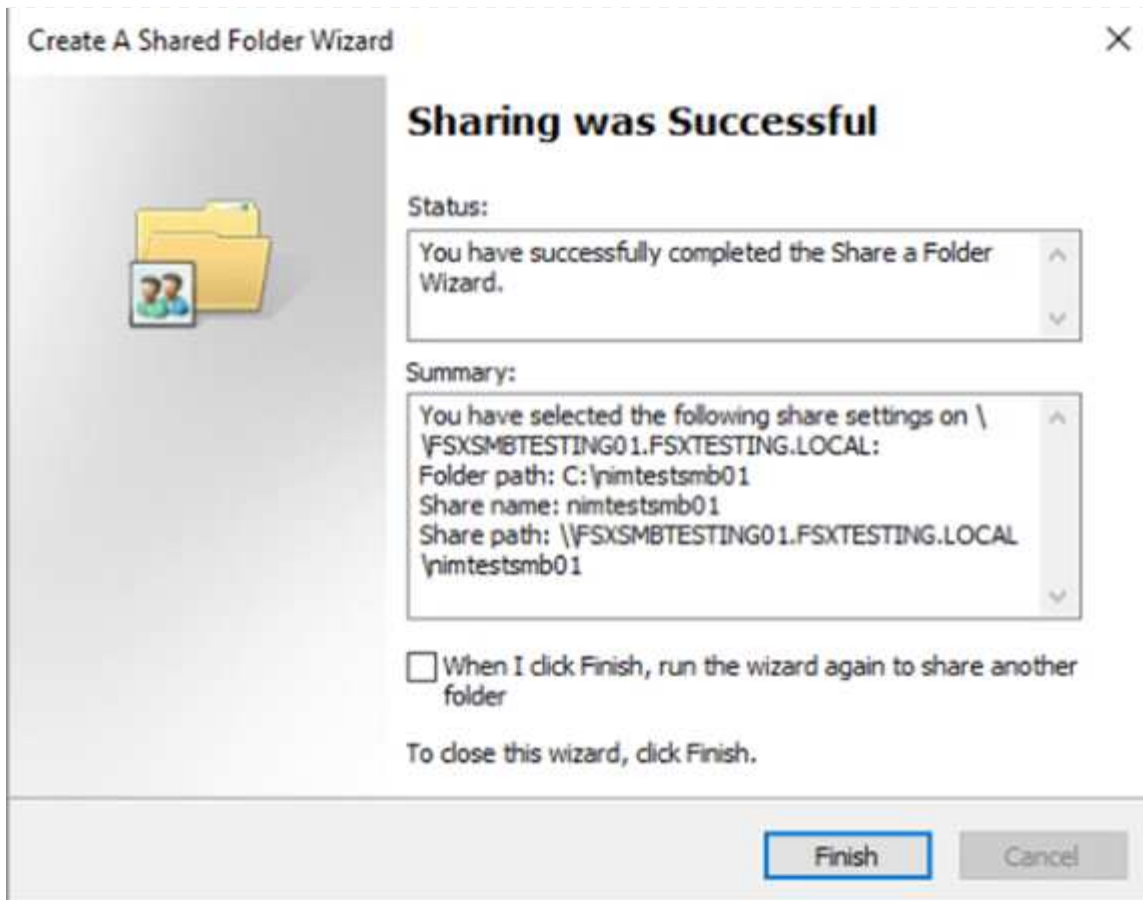 Create A Shared Folder Wizard
Sharing was Successful
Status:
You have successfully completed the Share a Folder
Wizard.
Summary:
You have selected the following share settings on \
\FSXSMBTESTING01.FSXTESTING.LOCAL:
Folder path: C:\nimtestsmb01
Share name: nimtestsmb01
Share path: \\FSXSMBTESTING01.FSXTESTING.LOCAL
\nimtestsmb01
When I click Finish, run the wizard again to share another
folder
To close this wizard, click Finish.
Finish
Cancel